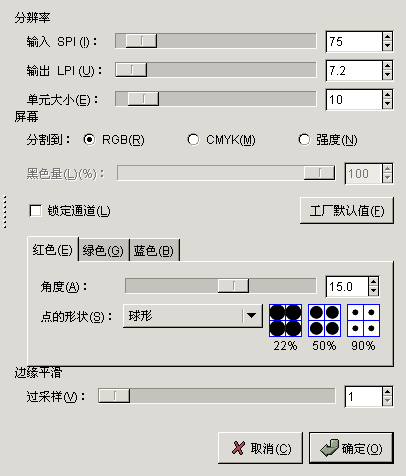 分辨率
输入 SPI (I)： 75
输出 LPI (U)： 7.2
单元大小(E)： 10
屏幕
分割到： RGB(R) CMYK(M) 强度(N)
黑色量(L)(%)： 100
锁定通道(L) 工厂默认值(F)
红色(E) 绿色(G) 蓝色(B)
角度(A)： 15.0
点的形状(S)： 球形
22% 50% 90%
边缘平滑
过采样(V)： 1
取消(C) 确定(O)